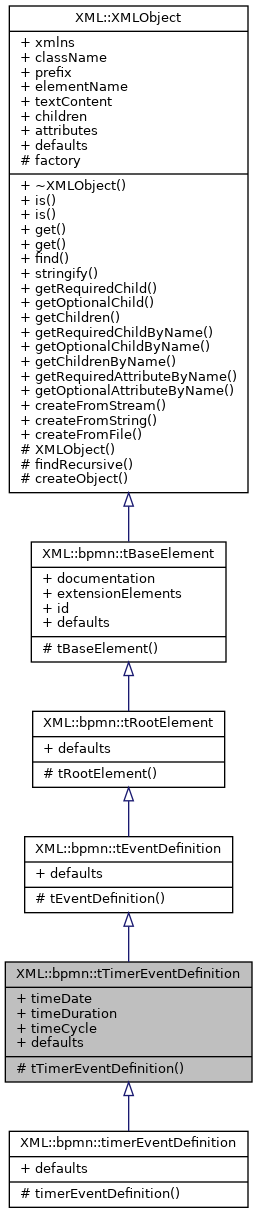 XML::XMLObject
+ xmlns
+ className
+ prefix
+ elementName
+ textContent
+ children
+ attributes
+ defaults
# factory
+ ~XMLObject()
+ is()
+ is()
+ get()
+ get()
+ find()
+ stringify()
+ getRequiredChild()
+ getOptionalChild()
+ getChildren()
+ getRequiredChildByName()
+ getOptionalChildByName()
+ getChildrenByName()
+ getRequiredAttributeByName()
+ getOptionalAttributeByName()
+ createFromStream()
+ createFromString()
+ createFromFile()
# XMLObject()
# findRecursive()
# createObject()
XML::bpmn::tBaseElement
+ documentation
+ extensionElements
+ id
+ defaults
# tBaseElement()
XML::bpmn::tRootElement
+ defaults
# tRootElement()
XML::bpmn::tEventDefinition
+ defaults
# tEventDefinition()
XML::bpmn::tTimerEventDefinition
+ timeDate
+ timeDuration
+ timeCycle
+ defaults
# tTimerEventDefinition()
XML::bpmn::timerEventDefinition
+ defaults
# timerEventDefinition()